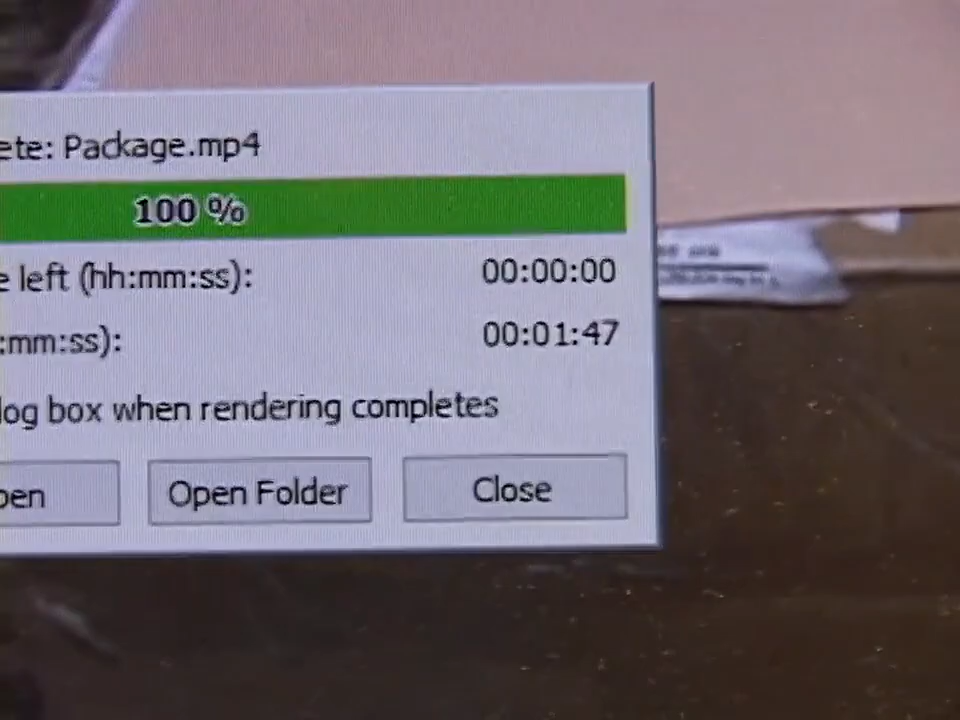 ete: Package.mp4
100 %
e left (hh:mm:ss): 00:00:00
:mm:ss): 00:01:47
log box when rendering completes
pen Open Folder Close